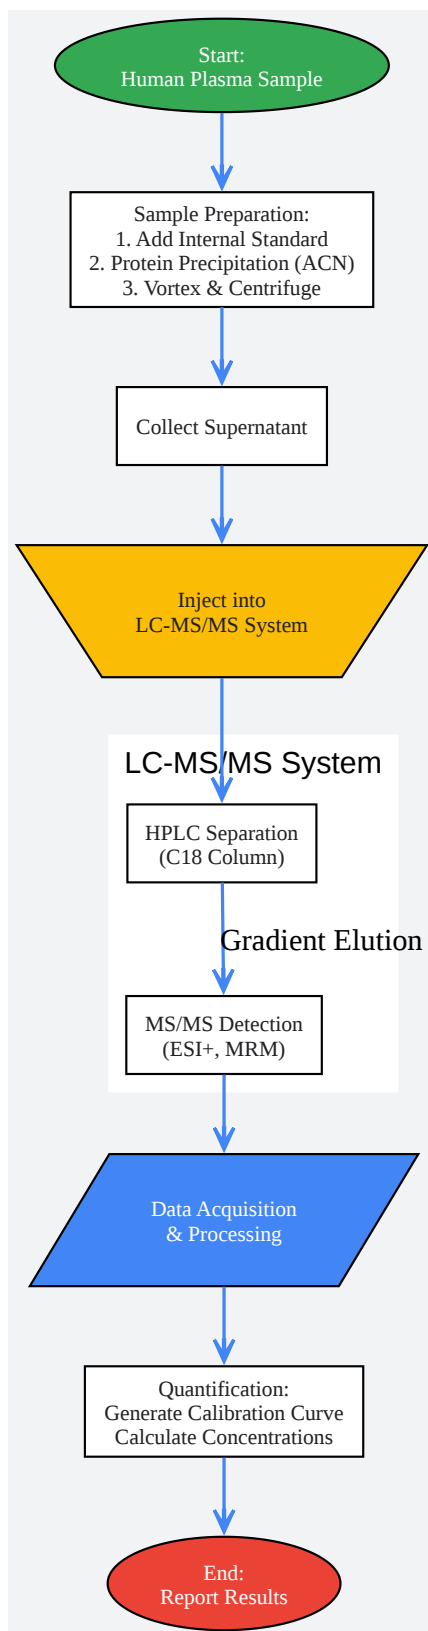 Start:
Human Plasma Sample
Sample Preparation:
1. Add Internal Standard
2. Protein Precipitation (ACN)
3. Vortex & Centrifuge
Collect Supernatant
Inject into
LC-MS/MS System
LC-MS/MS System
HPLC Separation
(C18 Column)
Gradient Elution
MS/MS Detection
(ESI+, MRM)
Data Acquisition
& Processing
Quantification:
Generate Calibration Curve
Calculate Concentrations
End:
Report Results